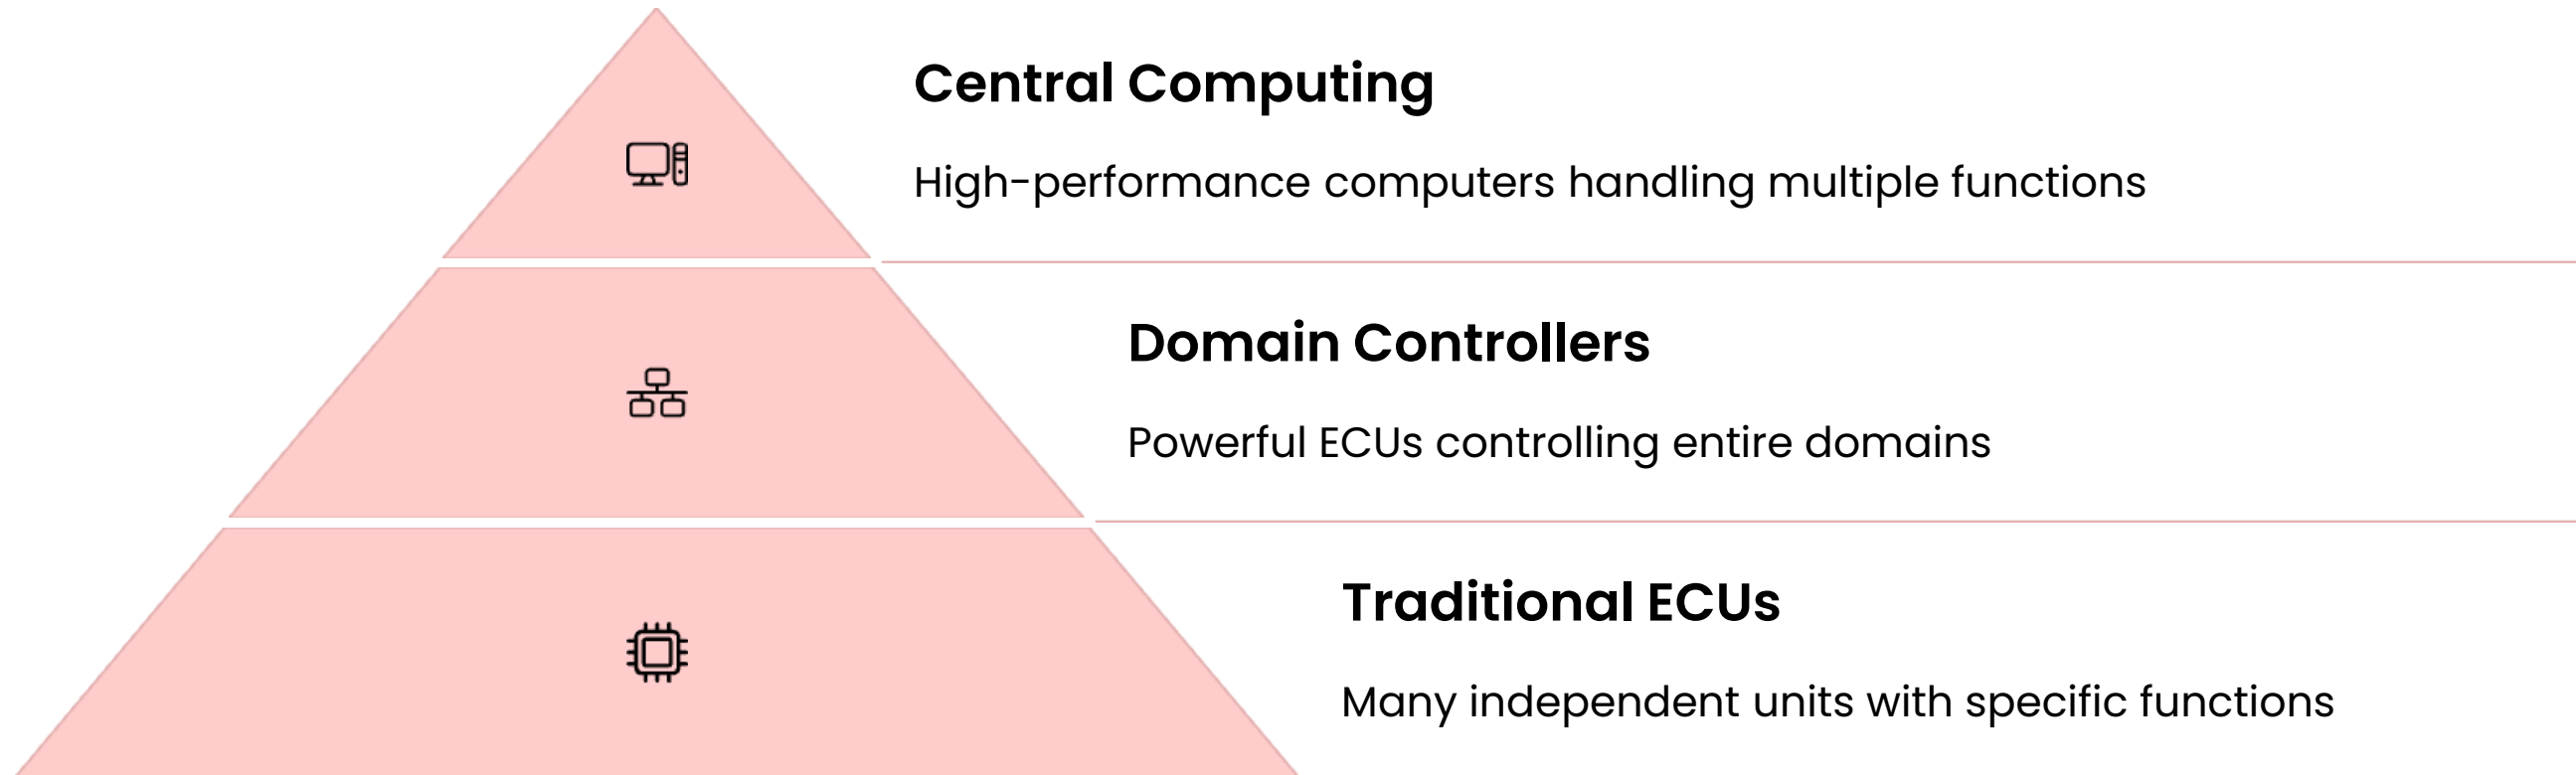 Central Computing
High-performance computers handling multiple functions
Domain Controllers
Powerful ECUs controlling entire domains
Traditional ECUs
Many independent units with specific functions